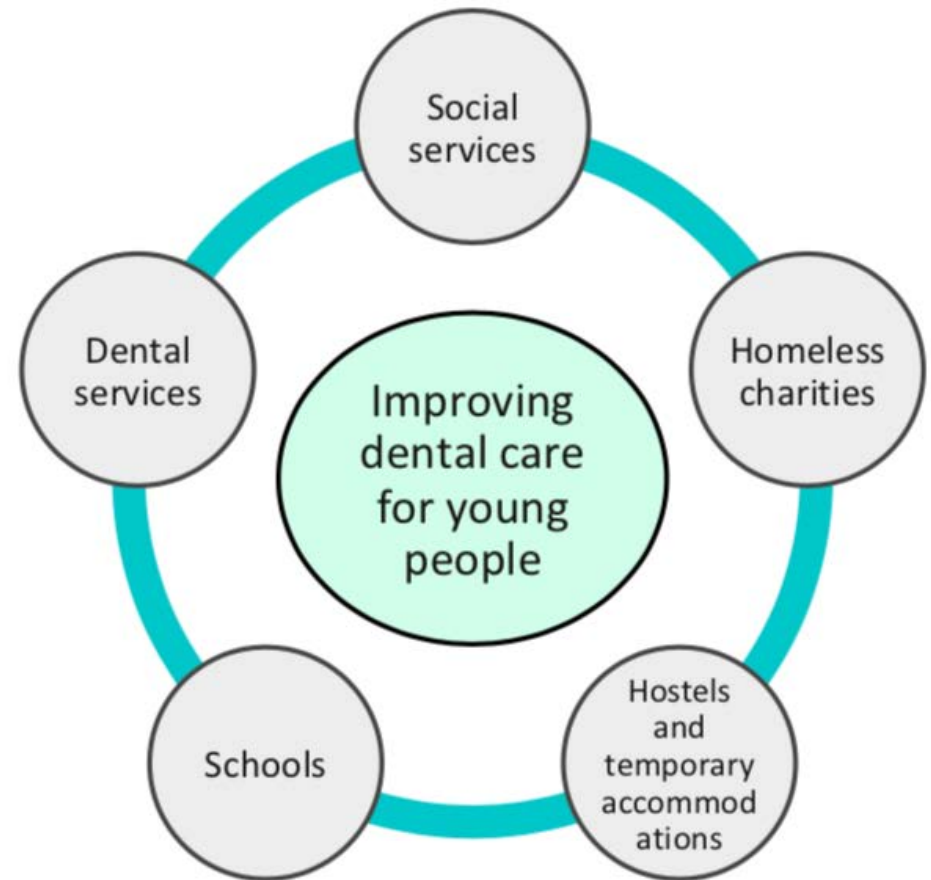 Social
services
Dental
services
Homeless
charities
Improving
dental care
for young
people
Schools
Hostels
and
temporary
accommod
ations